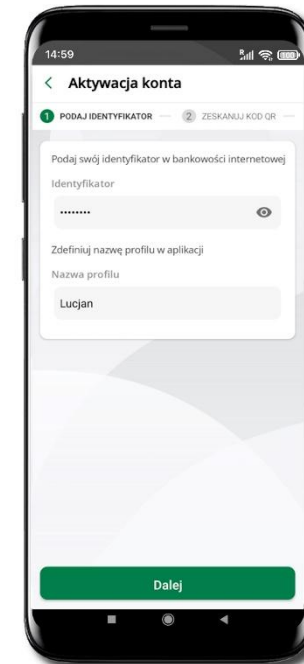 14:59
Aktywacja konta
1 PODAJ IDENTYFIKATOR 2 ZESKANUJ KOD QR
Podaj swój identyfikator w bankowości internetowej
Identyfikator
••••••••
Zdefiniuj nazwę profilu w aplikacji
Nazwa profilu
Lucjan
Dalej